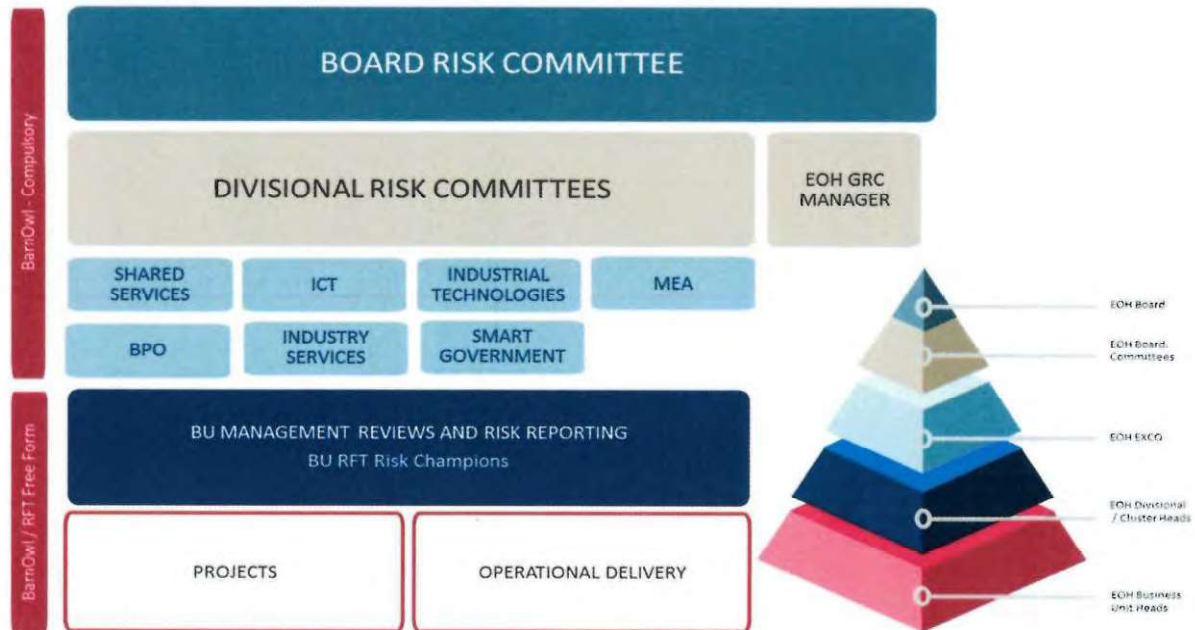 BarnOwl - Compulsory
BOARD RISK COMMITTEE
DIVISIONAL RISK COMMITTEES
EOH GRC
MANAGER
SHARED
SERVICES
ICT
INDUSTRIAL
TECHNOLOGIES
MEA
BPO
INDUSTRY
SERVICES
SMART
GOVERNMENT
BarnOwl / RFT Free Form
BU MANAGEMENT REVIEWS AND RISK REPORTING
BU RFT Risk Champions
PROJECTS
OPERATIONAL DELIVERY
EOH Board
EOH Board
Committees
EOH EXCO
EOH Divisional
/ Cluster Heads
EOH Business
Unit Heads